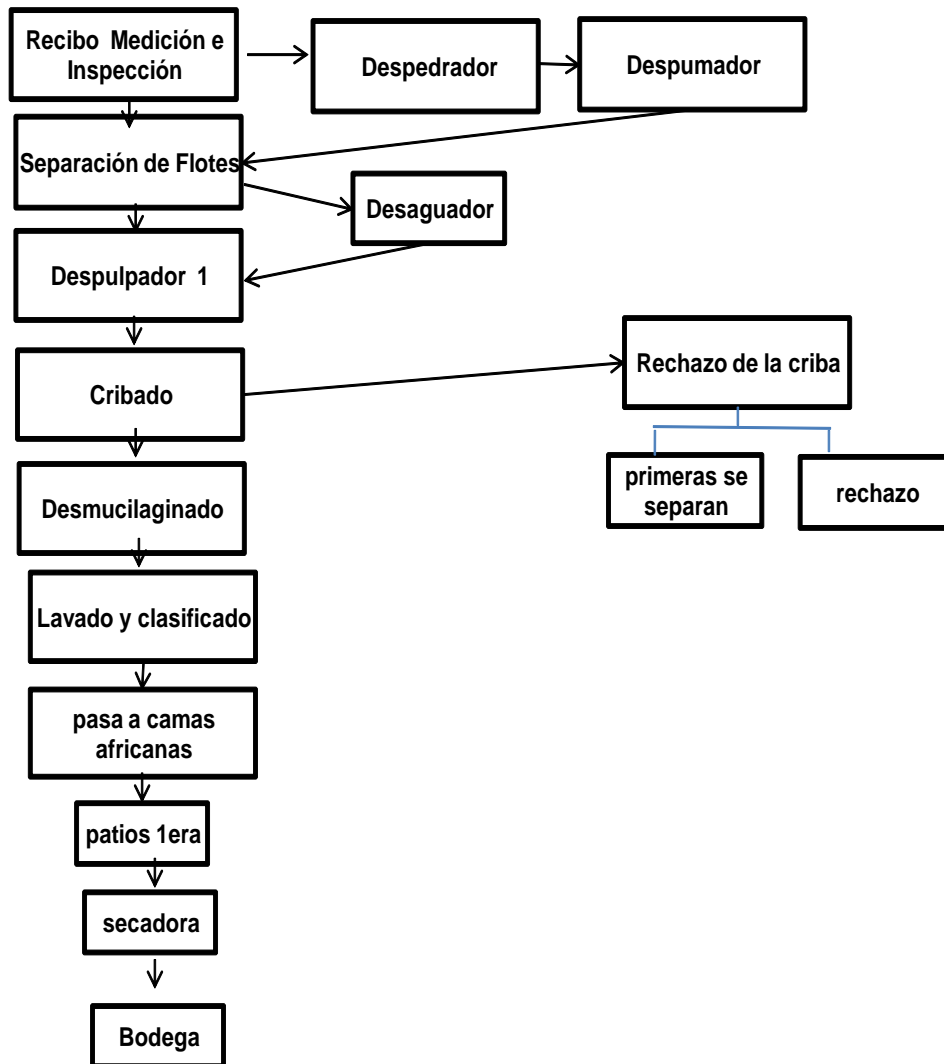 Recibo Medición e
Inspección
Despedrador
Despumador
Separación de Flotes
Desaguador
Despulpador 1
Cribado
Rechazo de la criba
primeras se
separan
rechazo
Desmucilaginado
Lavado y clasificado
pasa a camas
africanas
patios 1era
secadora
Bodega